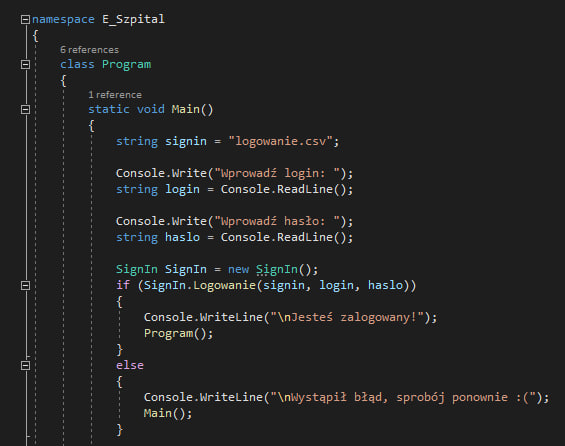 namespace E_Szpital
{
6 references
class Program
{
1 reference
static void Main()
{
string signin = "logowanie.csv";
Console.Write("Wprowadź login: ");
string login = Console.ReadLine();
Console.Write("Wprowadź hasło: ");
string haslo = Console.ReadLine();
SignIn SignIn = new SignIn();
if (SignIn.Logowanie(signin, login, haslo))
{
Console.WriteLine("\nJesteś zalogowany!");
Program();
}
else
{
Console.WriteLine("\nWystąpił błąd, sprobój ponownie :(");
Main();
}